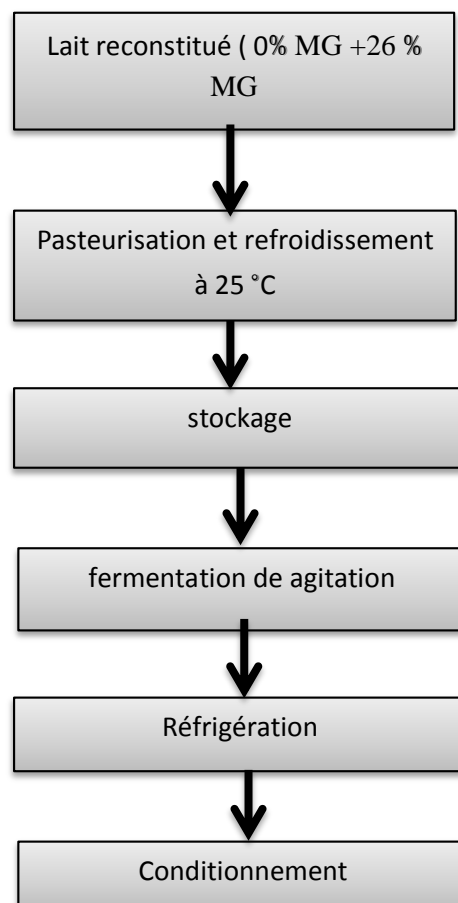 Lait reconstitué ( 0% MG +26 %
MG
Pasteurisation et refroidissement
à 25 °C
stockage
fermentation de agitation
Réfrigération
Conditionnement